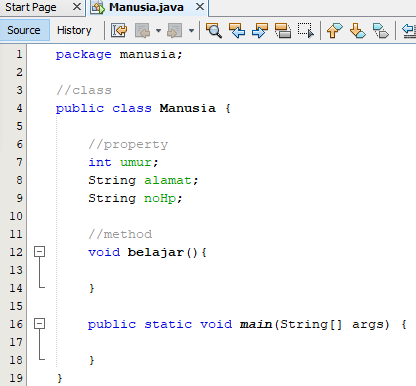 Start Page
Manusia.java
Source
History
1 package manusia;
2
3 //class
4 public class Manusia {
5
6 //property
7 int umur;
8 String alamat;
9 String noHp;
10
11 //method
12 void belajar(){
13
14 }
15
16 public static void main(String[] args) {
17
18 }
19 }